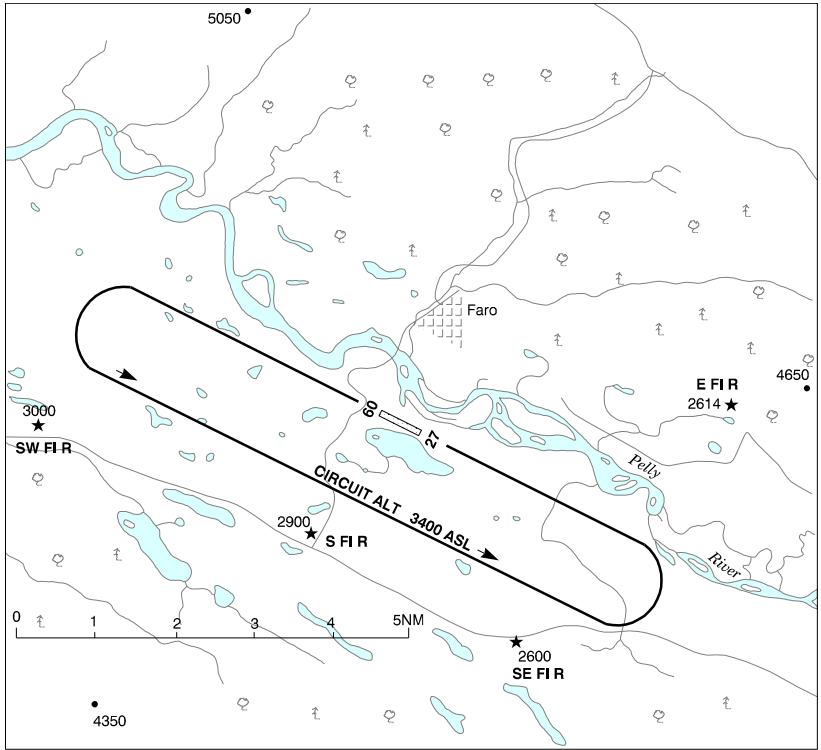 5050
Faro
4650
E FI R
2614
3000
SW FI R
09
27
Pelly
CIRCUIT ALT 3400 ASL
2900
S FI R
River
0 1 2 3 4 5NM
2600
SE FI R
4350